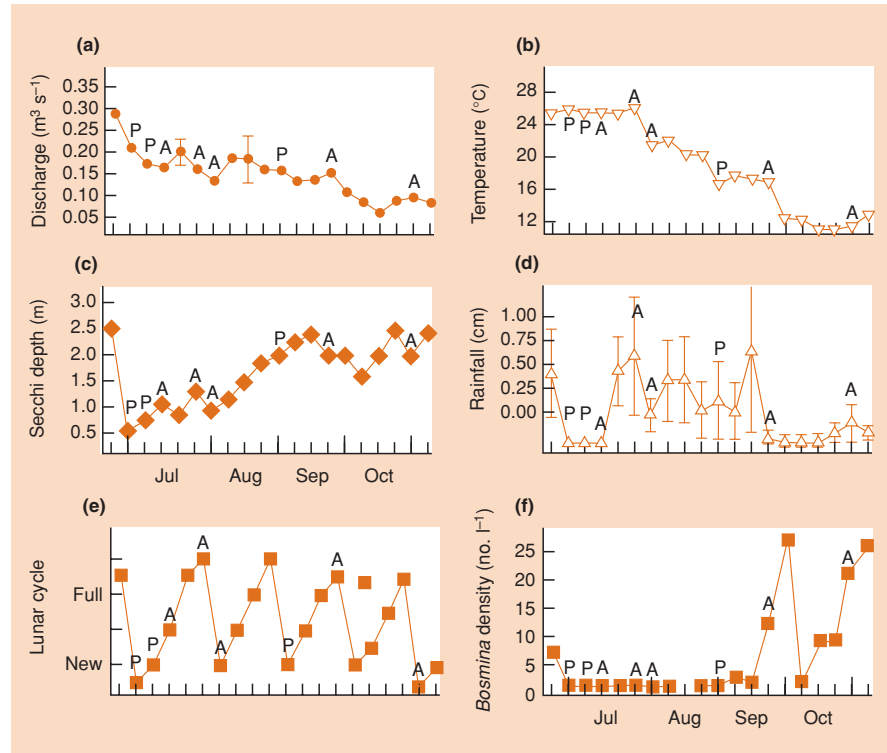 (a)
Discharge (m³ s⁻¹)
0.35
0.30
0.25
0.20
0.15
0.10
0.05
P
P
A
A
A
P
A
A
(b)
Temperature (°C)
28
24
20
16
12
P
P
A
A
A
P
A
A
(c)
Secchi depth (m)
3.0
2.5
2.0
1.5
1.0
0.5
P
P
A
A
A
P
A
A
Jul Aug Sep Oct
(d)
Rainfall (cm)
1.00
0.50
0.25
0.00
P
P
A
A
A
P
A
A
(e)
Lunar cycle
Full
New
P
P
A
A
A
P
A
A
(f)
Bosmina density (no. l⁻¹)
25
20
15
10
5
0
P
P
A
A
A
P
A
A
Jul Aug Sep Oct